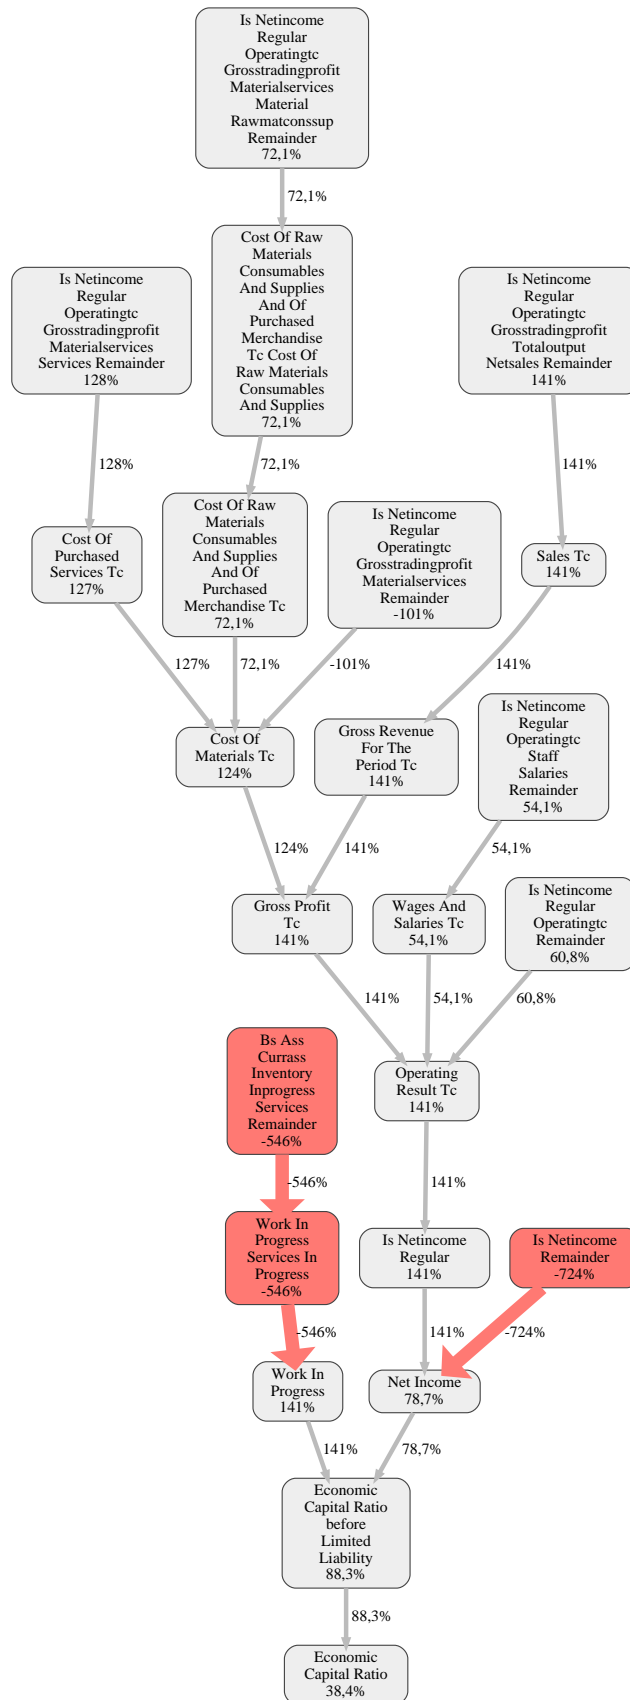 Is Netincome
Regular
Operatingtc
Grosstradingprofit
Materialservices
Material
Rawmatconssup
Remainder
72,1%
72,1%
Is Netincome
Regular
Operatingtc
Grosstradingprofit
Materialservices
Services Remainder
128%
Cost Of Raw
Materials
Consumables
And Supplies
And Of
Purchased
Merchandise
Tc Cost Of
Raw Materials
Consumables
And Supplies
72,1%
Is Netincome
Regular
Operatingtc
Grosstradingprofit
Totaloutput
Netsales Remainder
141%
128%
72,1%
141%
Cost Of
Purchased
Services Tc
127%
Cost Of Raw
Materials
Consumables
And Supplies
And Of
Purchased
Merchandise Tc
72,1%
Is Netincome
Regular
Operatingtc
Grosstradingprofit
Materialservices
Remainder
-101%
Sales Tc
141%
127%
72,1%
-101%
141%
Cost Of
Materials Tc
124%
Gross Revenue
For The
Period Tc
141%
Is Netincome
Regular
Operatingtc
Staff
Salaries
Remainder
54,1%
124%
141%
54,1%
Gross Profit
Tc
141%
Wages And
Salaries Tc
54,1%
Is Netincome
Regular
Operatingtc
Remainder
60,8%
141%
54,1%
60,8%
Bs Ass
Currass
Inventory
Inprogress
Services
Remainder
-546%
Operating
Result Tc
141%
-546%
141%
Work In
Progress
Services In
Progress
-546%
Is Netincome
Regular
141%
Is Netincome
Remainder
-724%
-546%
141%
-724%
Work In
Progress
141%
Net Income
78,7%
141%
78,7%
Economic
Capital Ratio
before
Limited
Liability
88,3%
88,3%
Economic
Capital Ratio
38,4%